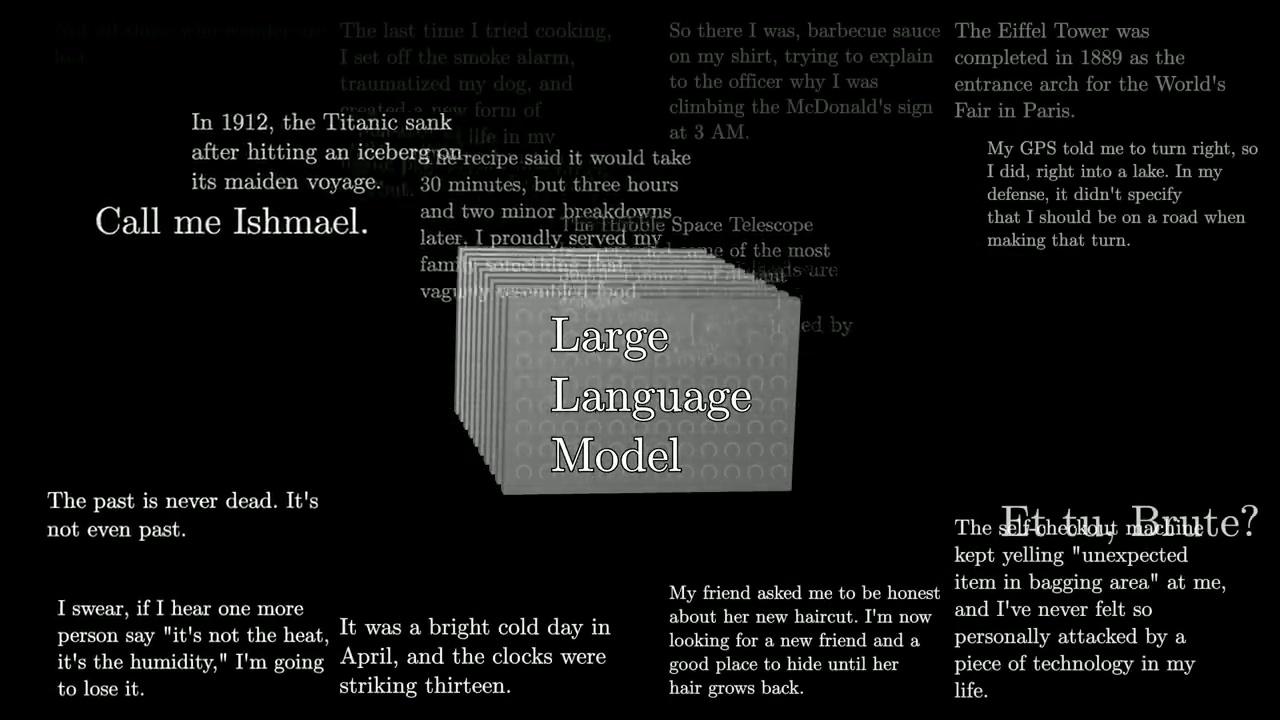 Not all those who wander are
lost.
The last time I tried cooking,
I set off the smoke alarm,
traumatized my dog, and
created a new form of
life in my
So there I was, barbecue sauce
on my shirt, trying to explain
to the officer why I was
climbing the McDonald's sign
at 3 AM.
The Eiffel Tower was
completed in 1889 as the
entrance arch for the World's
Fair in Paris.
In 1912, the Titanic sank
after hitting an iceberg on
its maiden voyage.
My GPS told me to turn right, so
I did, right into a lake. In my
defense, it didn't specify
that I should be on a road when
making that turn.
The recipe said it would take
30 minutes, but three hours
and two minor breakdowns
later, I proudly served my
family something that
vaguely resembled food.
Call me Ishmael.
The Hubble Space Telescope
some of the most
are
by
Large
Language
Model
The past is never dead. It's
not even past.
Et tu, Brute?
The self-checkout machine
kept yelling "unexpected
item in bagging area" at me,
and I've never felt so
personally attacked by a
piece of technology in my
life.
I swear, if I hear one more
person say "it's not the heat,
it's the humidity," I'm going
to lose it.
It was a bright cold day in
April, and the clocks were
striking thirteen.
My friend asked me to be honest
about her new haircut. I'm now
looking for a new friend and a
good place to hide until her
hair grows back.